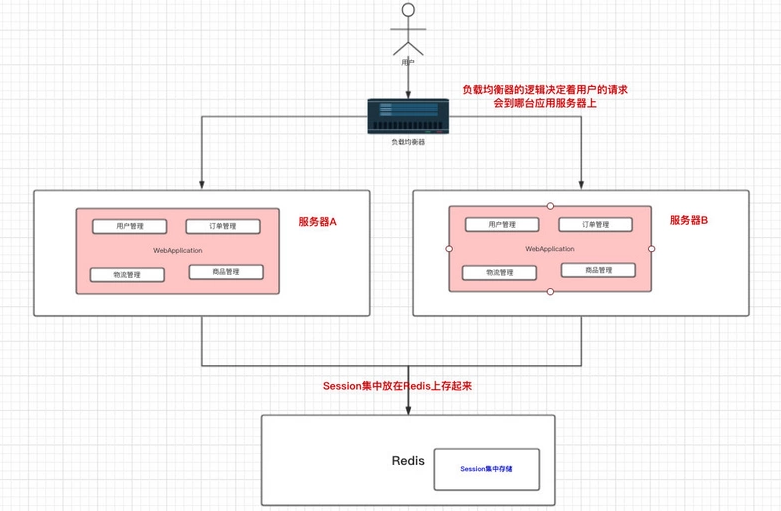 用户
负载均衡器的逻辑决定着用户的请求
会到哪台应用服务器上
负载均衡器
用户管理
订单管理
服务器A
WebApplication
物流管理
商品管理
用户管理
订单管理
服务器B
WebApplication
物流管理
商品管理
Session集中放在Redis上存起来
Redis
Session集中存储